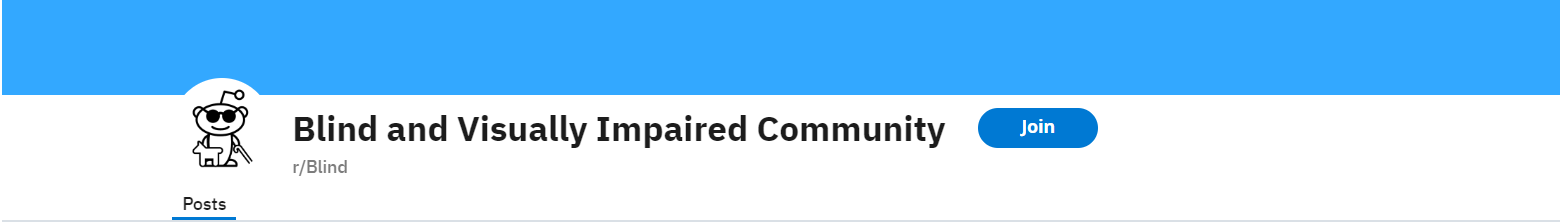 Blind and Visually Impaired Community
Join
r/Blind
Posts